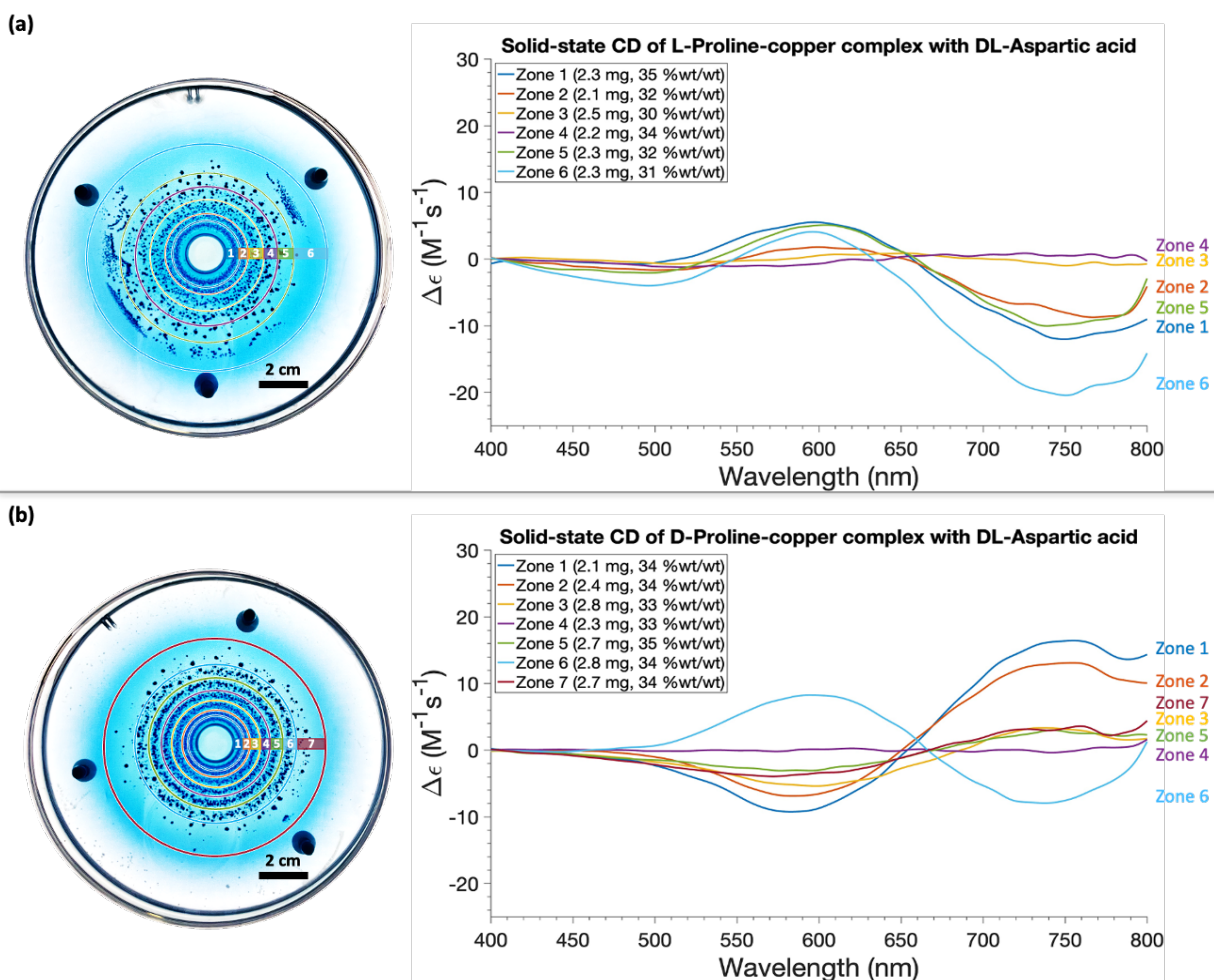 (a)
Solid-state CD of L-Proline-copper complex with DL-Aspartic acid
30
20
10
0
-10
-20
Δϵ (M⁻¹s⁻¹)
Zone 1 (2.3 mg, 35 %wt/wt)
Zone 2 (2.1 mg, 32 %wt/wt)
Zone 3 (2.5 mg, 30 %wt/wt)
Zone 4 (2.2 mg, 34 %wt/wt)
Zone 5 (2.3 mg, 32 %wt/wt)
Zone 6 (2.3 mg, 31 %wt/wt)
1 2 3 4 5 6
2 cm
Zone 4
Zone 3
Zone 2
Zone 5
Zone 1
Zone 6
400 450 500 550 600 650 700 750 800
Wavelength (nm)
(b)
Solid-state CD of D-Proline-copper complex with DL-Aspartic acid
30
20
10
0
-10
-20
Δϵ (M⁻¹s⁻¹)
Zone 1 (2.1 mg, 34 %wt/wt)
Zone 2 (2.4 mg, 34 %wt/wt)
Zone 3 (2.8 mg, 33 %wt/wt)
Zone 4 (2.3 mg, 33 %wt/wt)
Zone 5 (2.7 mg, 35 %wt/wt)
Zone 6 (2.8 mg, 34 %wt/wt)
Zone 7 (2.7 mg, 34 %wt/wt)
1 2 3 4 5 6 7
2 cm
Zone 1
Zone 2
Zone 7
Zone 3
Zone 5
Zone 4
Zone 6
400 450 500 550 600 650 700 750 800
Wavelength (nm)